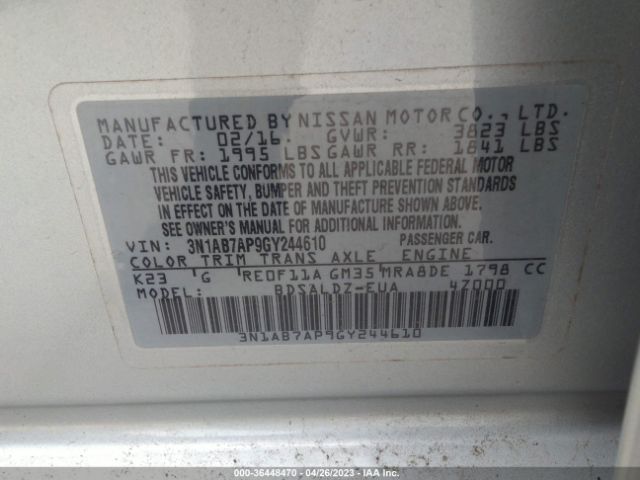 MANUFACTURED BY NISSAN MOTOR CO., LTD.
DATE: 02/16. GVWR: 3823 LBS
GAWR FR: 1995 LBS GAWR RR: 1841 LBS
THIS VEHICLE CONFORMS TO ALL APPLICABLE FEDERAL MOTOR
VEHICLE SAFETY, BUMPER AND THEFT PREVENTION STANDARDS
IN EFFECT ON THE DATE OF MANUFACTURE SHOWN ABOVE.
SEE OWNER'S MANUAL FOR ADDITIONAL INFORMATION.
VIN: 3N1AB7AP9GY244610 PASSENGER CAR.
COLOR TRIM TRANS AXLE ENGINE
K23 G RE0F11A GM35 MRA8DE 1798 CC
MODEL: BDSALDZ-EUA 4Z000
3N1AB7AP9GY244610
000-36448470 - 04/26/2023 - IAA Inc.